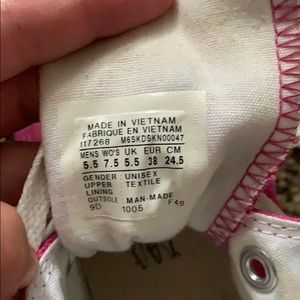 MADE IN VIETNAM
FABRIQUE EN VIETNAM
117268 M6SKDSKN00047
MENS WO'S UK EUR CM
5.5 7.5 5.5 38 24.5
GENDER UNISEX
UPPER TEXTILE
LINING
OUTSOLE MAN-MADE
9D 1005 F49